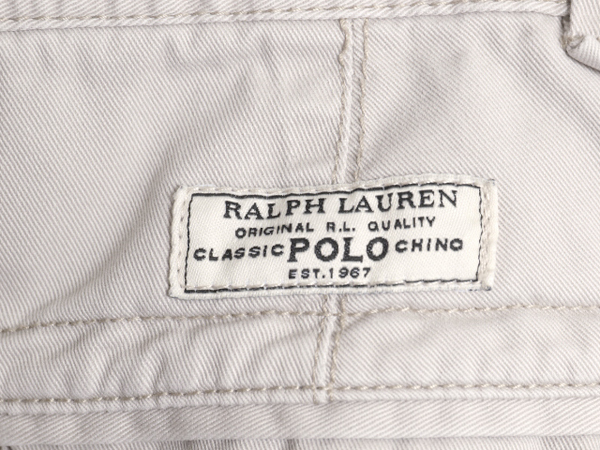 RALPH LAUREN
ORIGINAL R.L. QUALITY
CLASSIC POLO CHINO
EST.1967